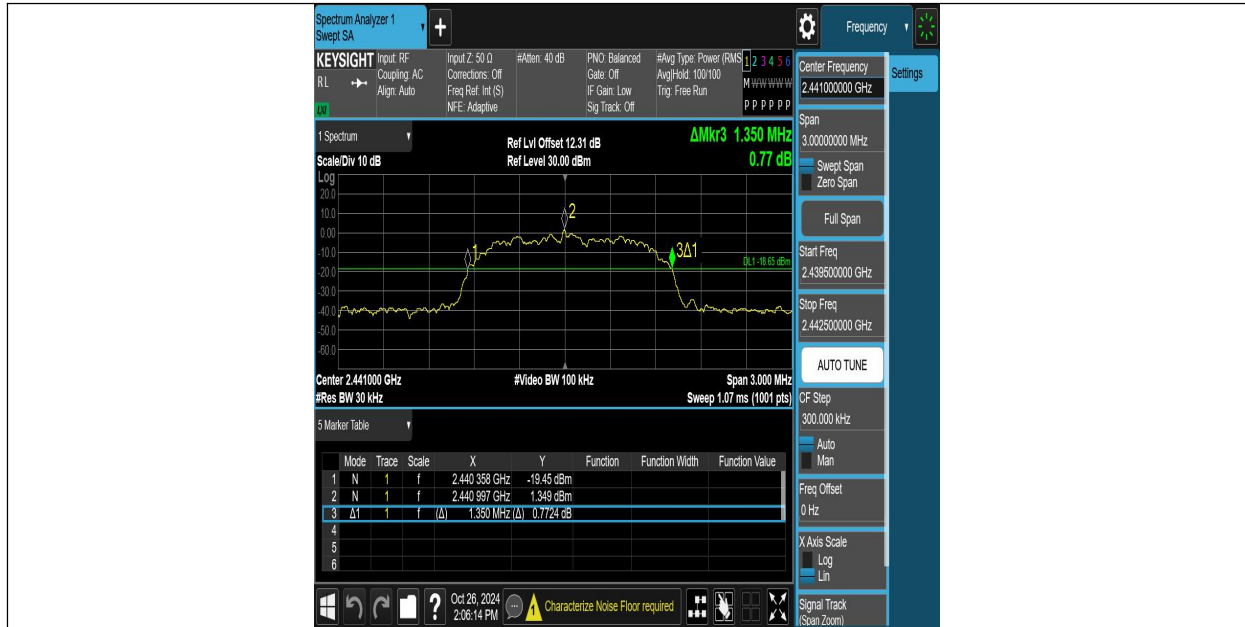 Spectrum Analyzer 1
Swept SA
+
Frequency
KEYSIGHT
RL
LXI
Input: RF
Coupling: AC
Align: Auto
Input Z: 50 Ω
Corrections: Off
Freq Ref: Int (S)
NFE: Adaptive
#Atten: 40 dB
PNO: Balanced
Gate: Off
IF Gain: Low
Sig Track: Off
#Avg Type: Power (RMS
Avg|Hold: 100/100
Trig: Free Run
1 2 3 4 5 6
M W W W W W
P P P P P P
1 Spectrum
Scale/Div 10 dB
Ref Lvl Offset 12.31 dB
Ref Level 30.00 dBm
ΔMkr3 1.350 MHz
0.77 dB
Log
20.0
10.0
0.00
-10.0
-20.0
-30.0
-40.0
-50.0
-60.0
1
2
3Δ1
DL1 -18.65 dBm
Center 2.441000 GHz
#Res BW 30 kHz
#Video BW 100 kHz
Span 3.000 MHz
Sweep 1.07 ms (1001 pts)
5 Marker Table
Mode Trace Scale X Y Function Function Width Function Value
1 N 1 f 2.440 358 GHz -19.45 dBm
2 N 1 f 2.440 997 GHz 1.349 dBm
3 Δ1 1 f (Δ) 1.350 MHz (Δ) 0.7724 dB
4
5
6
?
Oct 26, 2024
2:06:14 PM
1
Characterize Noise Floor required
Center Frequency
2.441000000 GHz
Settings
Span
3.00000000 MHz
Swept Span
Zero Span
Full Span
Start Freq
2.439500000 GHz
Stop Freq
2.442500000 GHz
AUTO TUNE
CF Step
300.000 kHz
Auto
Man
Freq Offset
0 Hz
X Axis Scale
Log
Lin
Signal Track
(Span Zoom)